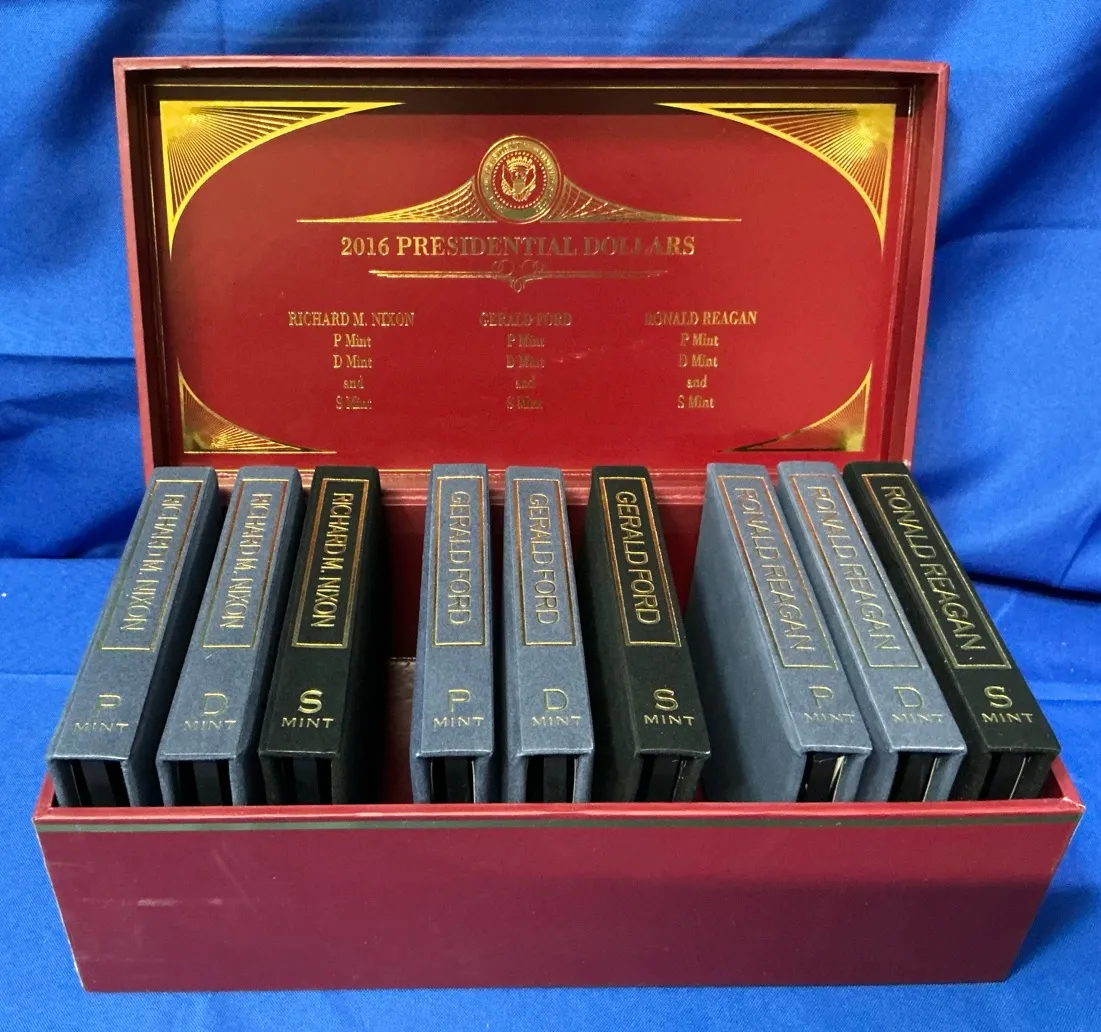 2016 PRESIDENTIAL DOLLARS
RICHARD M. NIXON
P Mint
D Mint
and
S Mint
GERALD FORD
P Mint
D Mint
and
S Mint
RONALD REAGAN
P Mint
D Mint
and
S Mint
RICHARD M. NIXON
P
MINT
RICHARD M. NIXON
D
MINT
RICHARD M. NIXON
S
MINT
GERALD FORD
P
MINT
GERALD FORD
D
MINT
GERALD FORD
S
MINT
RONALD REAGAN
P
MINT
RONALD REAGAN
D
MINT
RONALD REAGAN
S
MINT